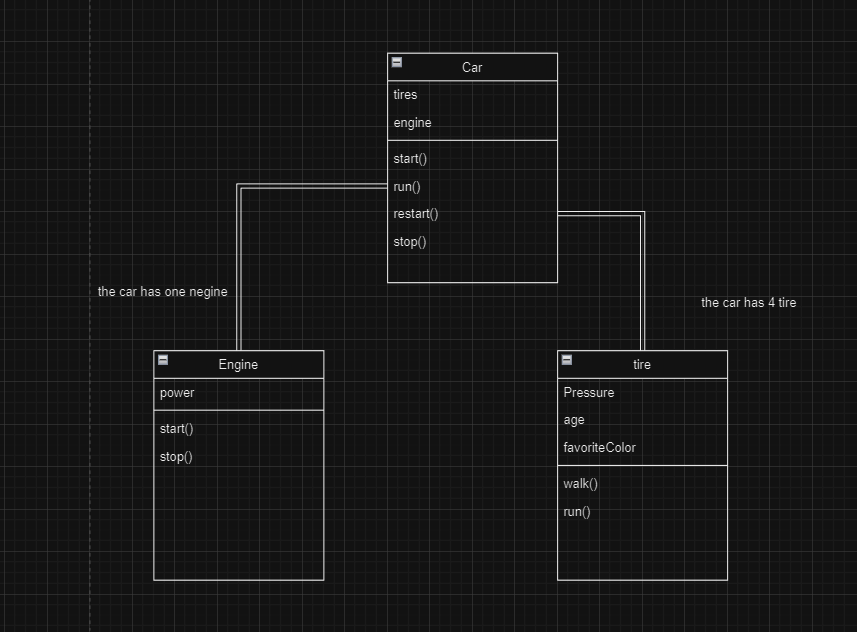 Car
tires
engine
start()
run()
restart()
stop()
the car has one negine
the car has 4 tire
Engine
power
start()
stop()
tire
Pressure
age
favoriteColor
walk()
run()